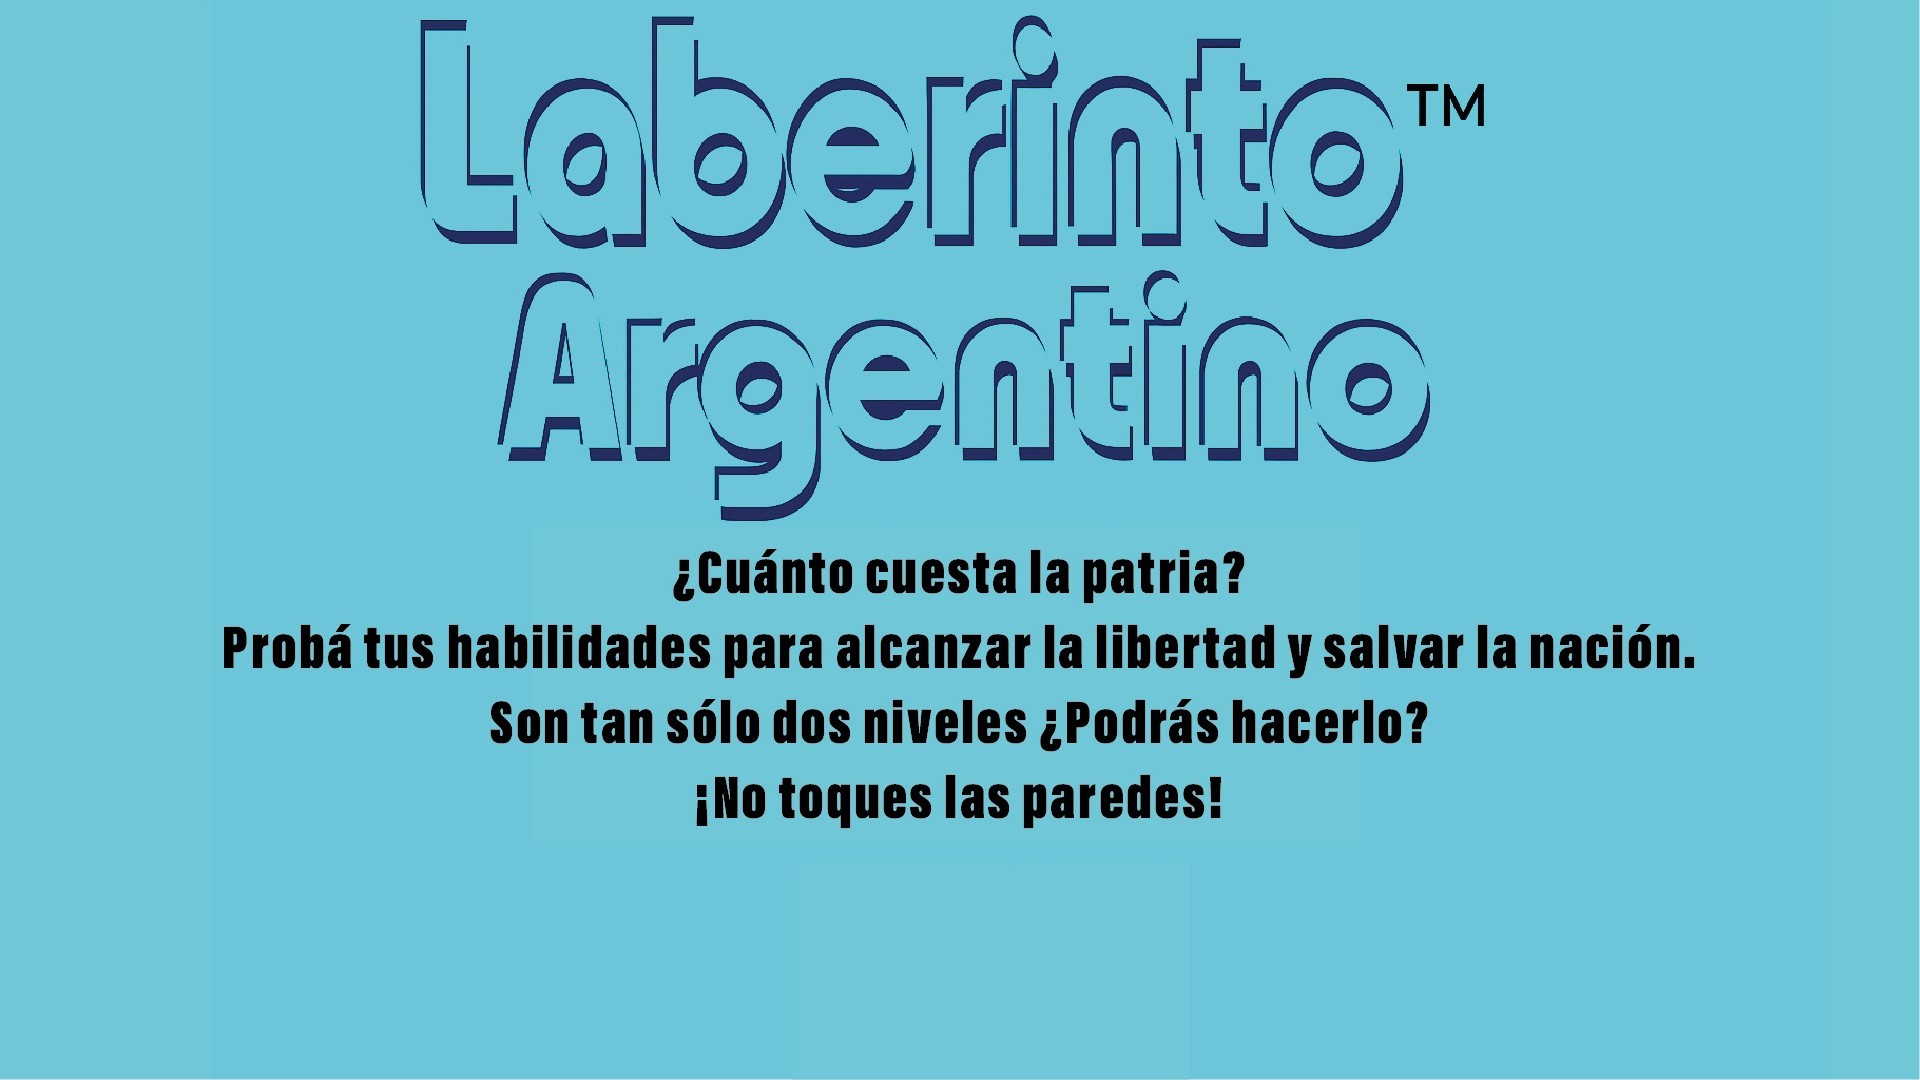 Laberinto™
Argentino
¿Cuánto cuesta la patria?
Probá tus habilidades para alcanzar la libertad y salvar la nación.
Son tan sólo dos niveles ¿Podrás hacerlo?
¡No toques las paredes!